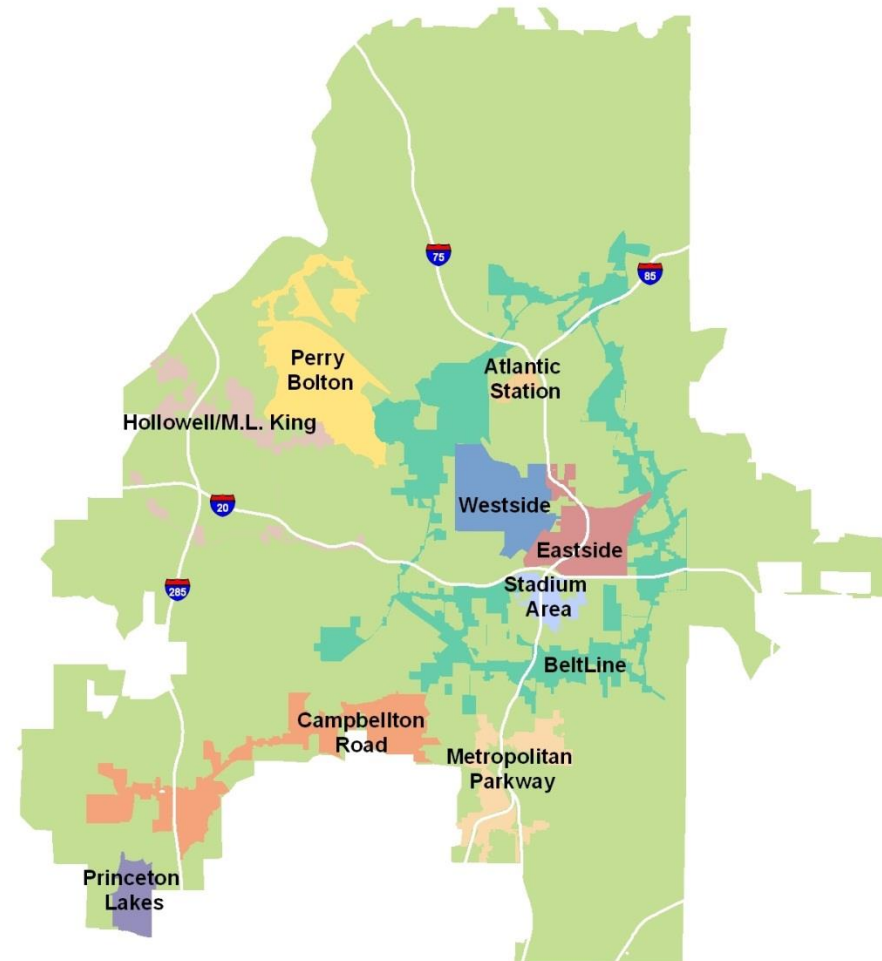 75
85
Perry
Bolton
Atlantic
Station
Hollowell/M.L. King
20
Westside
Eastside
285
Stadium
Area
BeltLine
Campbellton
Road
Metropolitan
Parkway
Princeton
Lakes